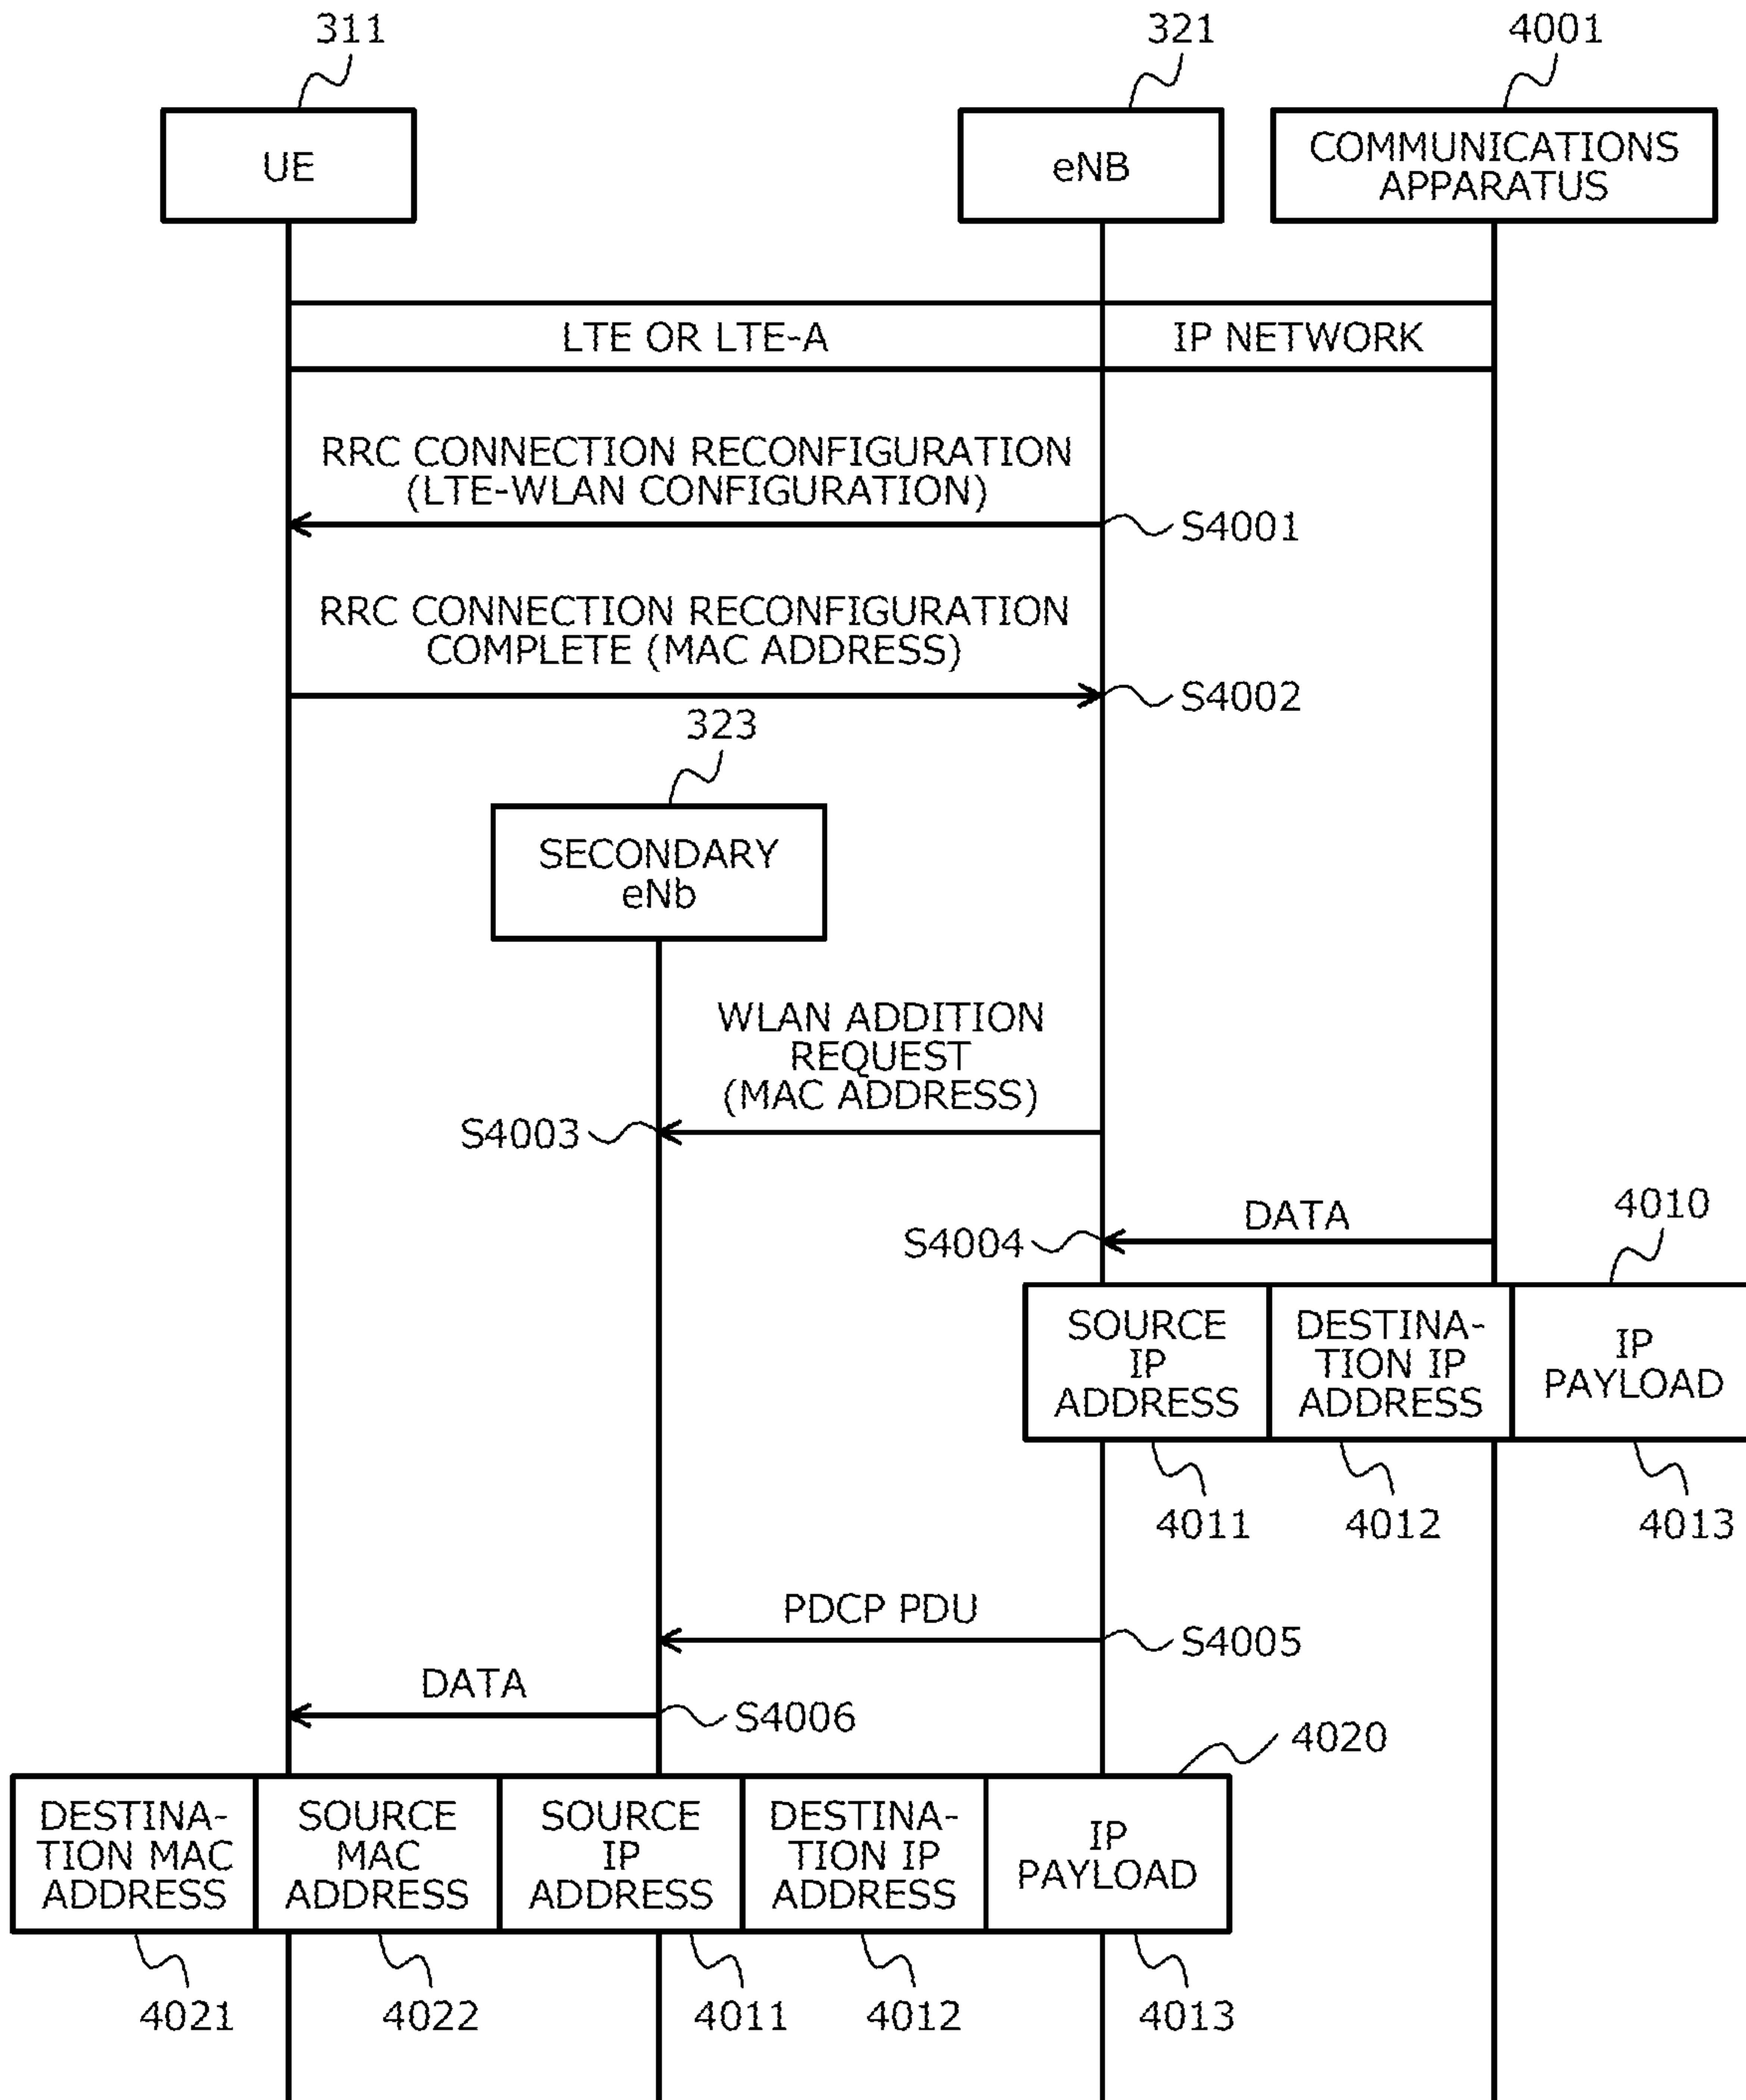 311
321
4001
UE
eNB
COMMUNICATIONS
APPARATUS
LTE OR LTE-A
IP NETWORK
RRC CONNECTION RECONFIGURATION
(LTE-WLAN CONFIGURATION)
S4001
RRC CONNECTION RECONFIGURATION
COMPLETE (MAC ADDRESS)
S4002
323
SECONDARY
eNb
WLAN ADDITION
REQUEST
(MAC ADDRESS)
S4003
DATA
S4004
4010
SOURCE
IP
ADDRESS
DESTINA-
TION IP
ADDRESS
IP
PAYLOAD
4011
4012
4013
PDCP PDU
S4005
DATA
S4006
4020
DESTINA-
TION MAC
ADDRESS
SOURCE
MAC
ADDRESS
SOURCE
IP
ADDRESS
DESTINA-
TION IP
ADDRESS
IP
PAYLOAD
4021
4022
4011
4012
4013